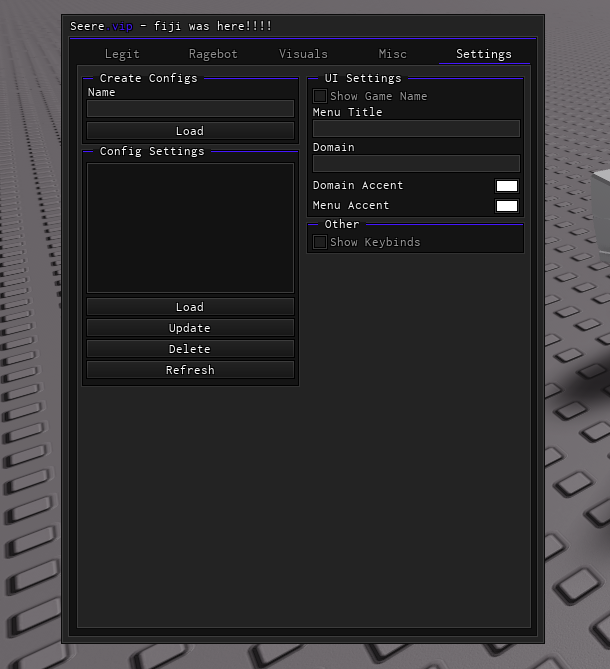 Seere.vip - fiji was here!!!!
Legit Ragebot Visuals Misc Settings
Create Configs
Name
Load
Config Settings
Load
Update
Delete
Refresh
UI Settings
Show Game Name
Menu Title
Domain
Domain Accent
Menu Accent
Other
Show Keybinds